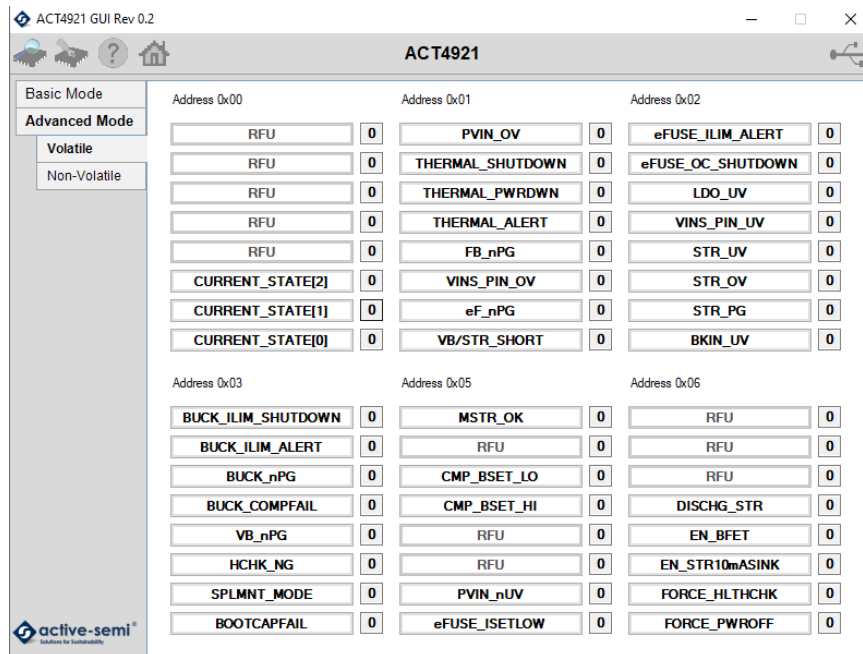 ACT4921 GUI Rev 0.2
ACT4921
Basic Mode
Advanced Mode
Volatile
Non-Volatile
Address 0x00
RFU 0
RFU 0
RFU 0
RFU 0
RFU 0
CURRENT_STATE[2] 0
CURRENT_STATE[1] 0
CURRENT_STATE[0] 0
Address 0x01
PVIN_OV 0
THERMAL_SHUTDOWN 0
THERMAL_PWRDWN 0
THERMAL_ALERT 0
FB_nPG 0
VINS_PIN_OV 0
eF_nPG 0
VB/STR_SHORT 0
Address 0x02
eFUSE_ILIM_ALERT 0
eFUSE_OC_SHUTDOWN 0
LDO_UV 0
VINS_PIN_UV 0
STR_UV 0
STR_OV 0
STR_PG 0
BKIN_UV 0
Address 0x03
BUCK_ILIM_SHUTDOWN 0
BUCK_ILIM_ALERT 0
BUCK_nPG 0
BUCK_COMPFAIL 0
VB_nPG 0
HCHK_NG 0
SPLMNT_MODE 0
BOOTCAPFAIL 0
Address 0x05
MSTR_OK 0
RFU 0
CMP_BSET_LO 0
CMP_BSET_HI 0
RFU 0
RFU 0
PVIN_nUV 0
eFUSE_ISETLOW 0
Address 0x06
RFU 0
RFU 0
RFU 0
DISCHG_STR 0
EN_BFET 0
EN_STR10mASINK 0
FORCE_HLTHCHK 0
FORCE_PWROFF 0
active-semi®
Solutions for Sustainability